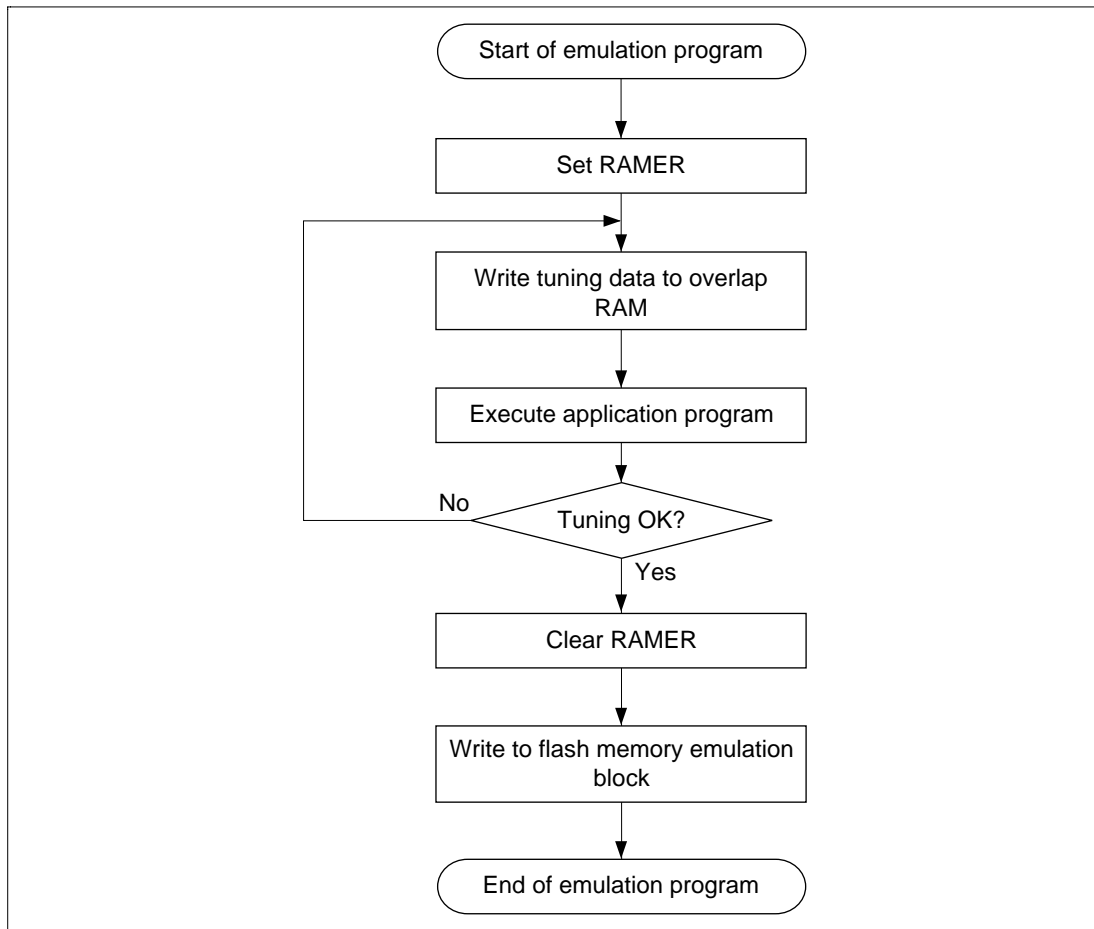 Start of emulation program
Set RAMER
Write tuning data to overlap
RAM
Execute application program
No
Tuning OK?
Yes
Clear RAMER
Write to flash memory emulation
block
End of emulation program